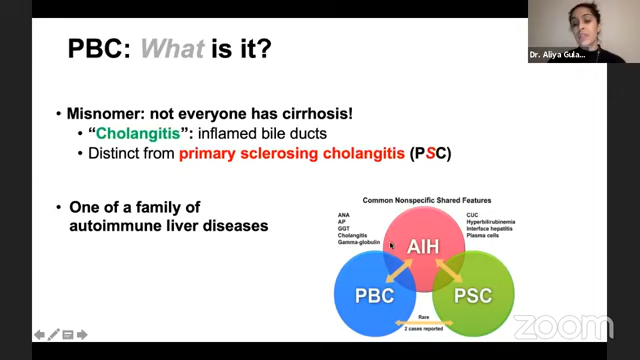 PBC: What is it?
Dr. Aliya Gula...
• Misnomer: not everyone has cirrhosis!
• “Cholangitis”: inflamed bile ducts
• Distinct from primary sclerosing cholangitis (PSC)
• One of a family of
autoimmune liver diseases
Common Nonspecific Shared Features
ANA
AP
GGT
Cholangitis
Gamma-globulin
CUC
Hyperbilirubinemia
Interface hepatitis
Plasma cells
AIH
PBC
PSC
Rare
2 cases reported
zoom